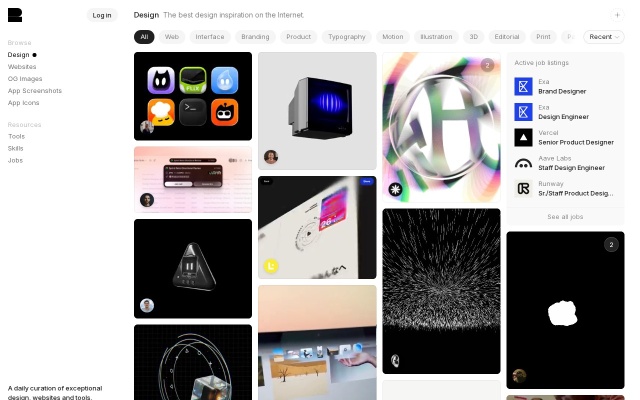 Log in
Browse
Design
Websites
OG Images
App Screenshots
App Icons
Resources
Tools
Skills
Jobs
A daily curation of exceptional
design, websites and tools.
Design The best design inspiration on the Internet.
All Web Interface Branding Product Typography Motion Illustration 3D Editorial Print Recent
2
Active job listings
Exa
Brand Designer
Exa
Design Engineer
Vercel
Senior Product Designer
Aave Labs
Staff Design Engineer
Runway
Sr./Staff Product Desig...
See all jobs
2